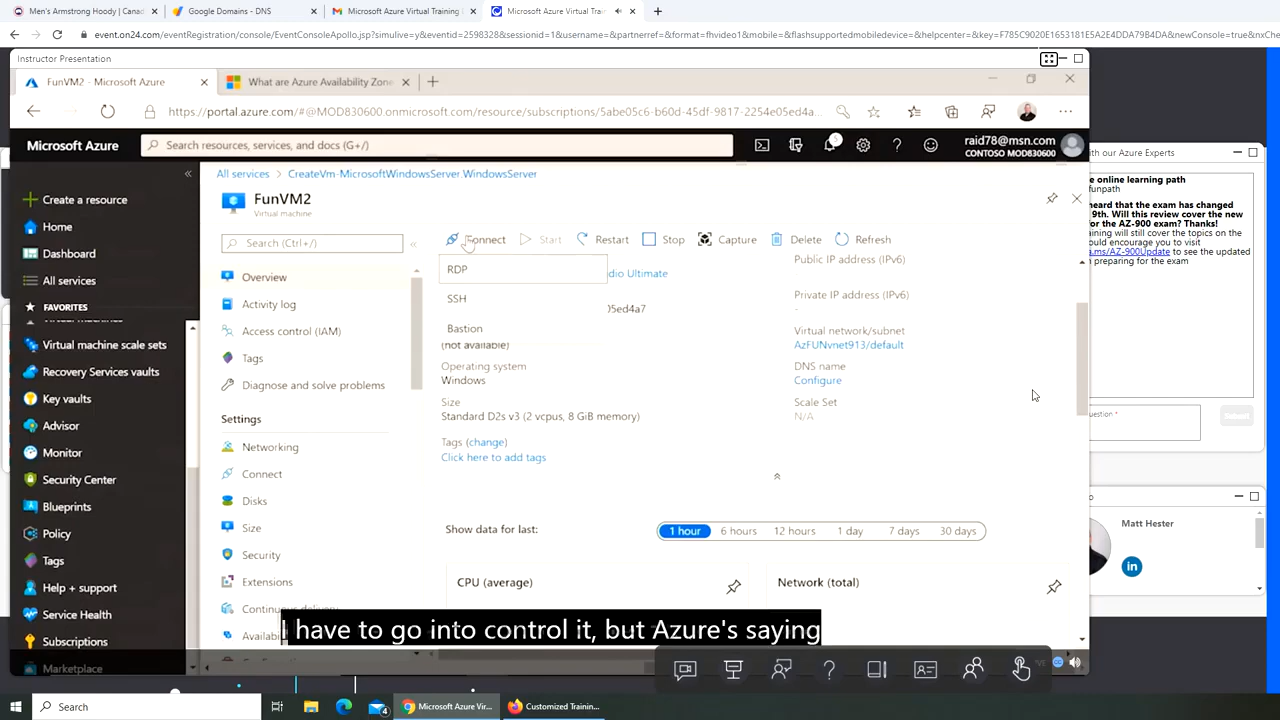 Men's Armstrong Hoody | Canad
Google Domains - DNS
Microsoft Azure Virtual Training
Microsoft Azure Virtual Train
event.on24.com/eventRegistration/console/EventConsoleApollo.jsp?simulive=y&eventid=2598328&sessionid=1&username=&partnerref=&format=fhvideo1&mobile=&flashsupportedmobiledevice=&helpcenter=&key=F785C9020E1653181E5A2E4DDA79B4DA&newConsole=true&nxChe
Instructor Presentation
FunVM2 - Microsoft Azure
What are Azure Availability Zone
https://portal.azure.com/#@MOD830600.onmicrosoft.com/resource/subscriptions/5abe05c6-b60d-45df-9817-2254e05ed4a...
Microsoft Azure
Search resources, services, and docs (G+/)
5
raid78@msn.com
CONTOSO MOD830600
All services > CreateVm-MicrosoftWindowsServer.WindowsServer
FunVM2
Virtual machine
Search (Ctrl+/)
Connect
Start
Restart
Stop
Capture
Delete
Refresh
RDP
SSH
Bastion
dio Ultimate
05ed4a7
(not available)
Operating system
Windows
Size
Standard D2s v3 (2 vcpus, 8 GiB memory)
Tags (change)
Click here to add tags
Public IP address (IPv6)
Private IP address (IPv6)
-
Virtual network/subnet
AzFUNvnet913/default
DNS name
Configure
Scale Set
N/A
Show data for last:
1 hour
6 hours
12 hours
1 day
7 days
30 days
CPU (average)
Network (total)
Create a resource
Home
Dashboard
All services
FAVORITES
Virtual machine scale sets
Recovery Services vaults
Key vaults
Advisor
Monitor
Security Center
Blueprints
Policy
Tags
Help + support
Service Health
Subscriptions
Marketplace
Overview
Activity log
Access control (IAM)
Tags
Diagnose and solve problems
Settings
Networking
Connect
Disks
Size
Security
Extensions
Continuous delivery
Availabi
I have to go into control it, but Azure's saying
ith our Azure Experts
e online learning path
funpath
heard that the exam has changed
9th. Will this review cover the new
for the AZ-900 exam? Thanks!
aining will still cover the topics on the
ould encourage you to visit
.ms/AZ-900Update to see the updated
n preparing for the exam
uestion *
Submit
o
Matt Hester
in
Search
4
Microsoft Azure Vir...
Customized Trainin...